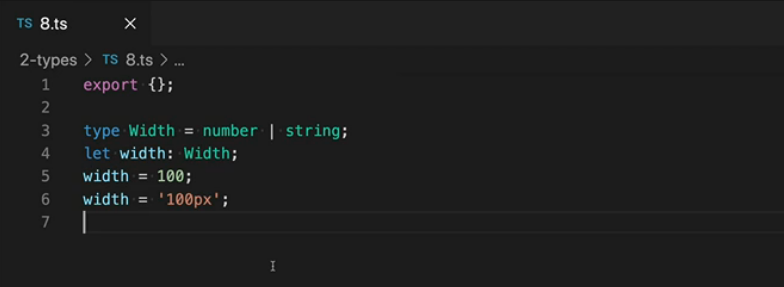 TS 8.ts ×
2-types > TS 8.ts > ...
1 export {};
2
3 type Width = number | string;
4 let width: Width;
5 width = 100;
6 width = '100px';
7